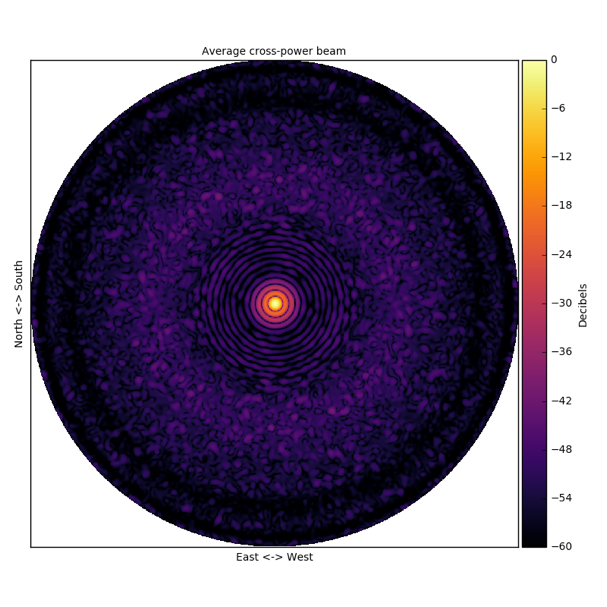 Average cross-power beam
North <-> South
East <-> West
0
−6
−12
−18
−24
−30
−36
−42
−48
−54
−60
Decibels